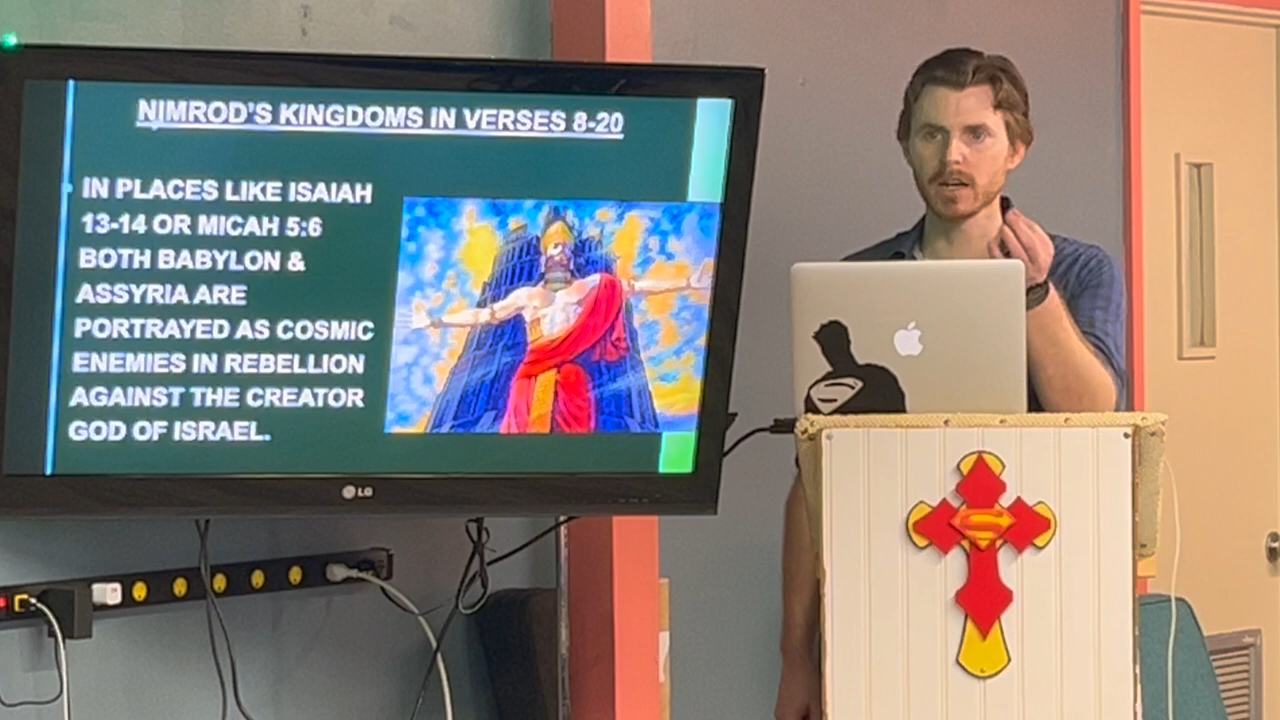 NIMROD'S KINGDOMS IN VERSES 8-20
IN PLACES LIKE ISAIAH
13-14 OR MICAH 5:6
BOTH BABYLON &
ASSYRIA ARE
PORTRAYED AS COSMIC
ENEMIES IN REBELLION
AGAINST THE CREATOR
GOD OF ISRAEL.
LG
S
S